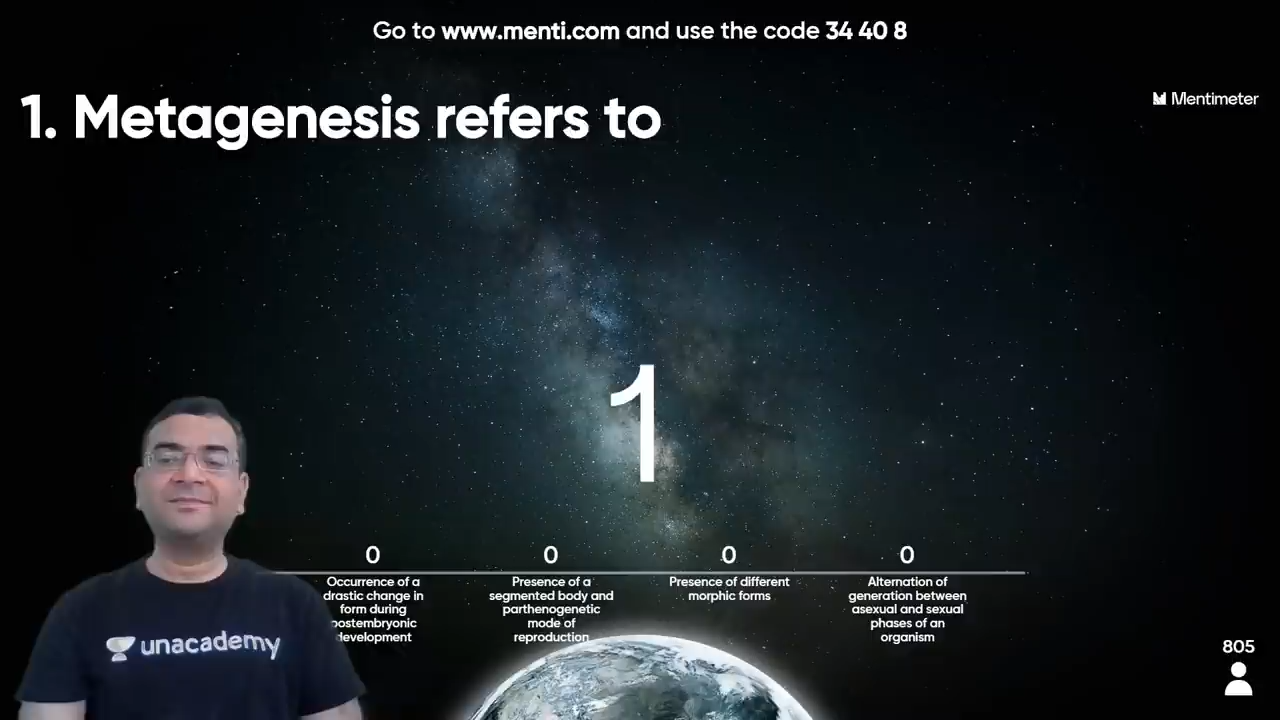 Go to www.menti.com and use the code 34 40 8
Mentimeter
1. Metagenesis refers to
1
0
0
0
0
Occurrence of a
drastic change in
form during
postembryonic
development
Presence of a
segmented body and
parthenogenetic
mode of
reproduction
Presence of different
morphic forms
Alternation of
generation between
asexual and sexual
phases of an
organism
unacademy
805